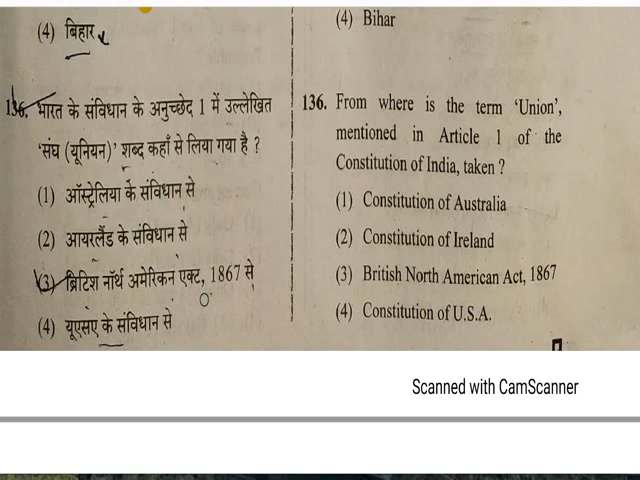 (4) बिहार
136. भारत के संविधान के अनुच्छेद 1 में उल्लेखित
'संघ (यूनियन)' शब्द कहाँ से लिया गया है ?
(1) ऑस्ट्रेलिया के संविधान से
(2) आयरलैंड के संविधान से
(3) ब्रिटिश नॉर्थ अमेरिकन एक्ट, 1867 से
(4) यूएसए के संविधान से
(4) Bihar
136. From where is the term 'Union',
mentioned in Article 1 of the
Constitution of India, taken ?
(1) Constitution of Australia
(2) Constitution of Ireland
(3) British North American Act, 1867
(4) Constitution of U.S.A.
Scanned with CamScanner